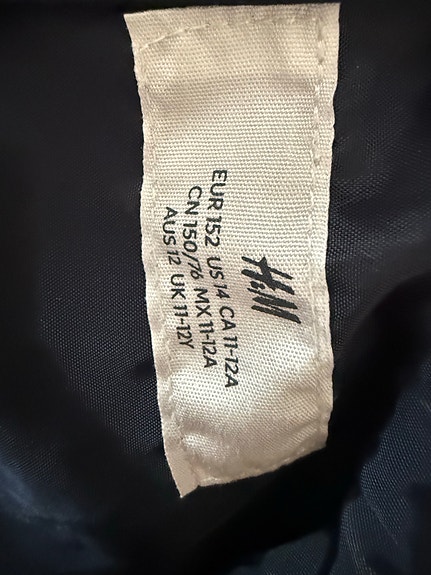 H&M
EUR 152 US 14 CA 11-12A
CN 150/76 MX 11-12A
AUS 12 UK 11-12Y